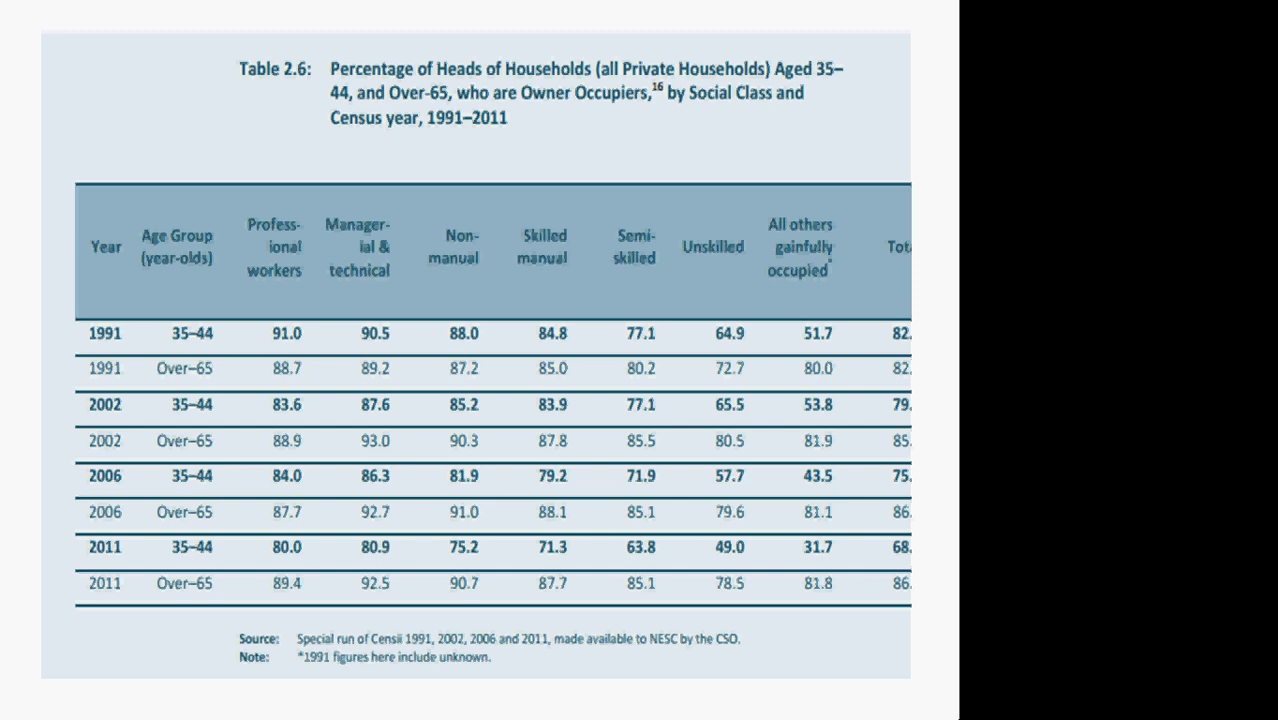 Table 2.6: Percentage of Heads of Households (all Private Households) Aged 35–
44, and Over-65, who are Owner Occupiers,16 by Social Class and
Census year, 1991–2011
Year Age Group (year-olds) Profess-ional workers Manager-ial & technical Non-manual Skilled manual Semi-skilled Unskilled All others gainfully occupied* Tot
1991 35–44 91.0 90.5 88.0 84.8 77.1 64.9 51.7 82.
1991 Over–65 88.7 89.2 87.2 85.0 80.2 72.7 80.0 82.
2002 35–44 83.6 87.6 85.2 83.9 77.1 65.5 53.8 79.
2002 Over–65 88.9 93.0 90.3 87.8 85.5 80.5 81.9 85.
2006 35–44 84.0 86.3 81.9 79.2 71.9 57.7 43.5 75.
2006 Over–65 87.7 92.7 91.0 88.1 85.1 79.6 81.1 86.
2011 35–44 80.0 80.9 75.2 71.3 63.8 49.0 31.7 68.
2011 Over–65 89.4 92.5 90.7 87.7 85.1 78.5 81.8 86.
Source: Special run of Censii 1991, 2002, 2006 and 2011, made available to NESC by the CSO.
Note: *1991 figures here include unknown.